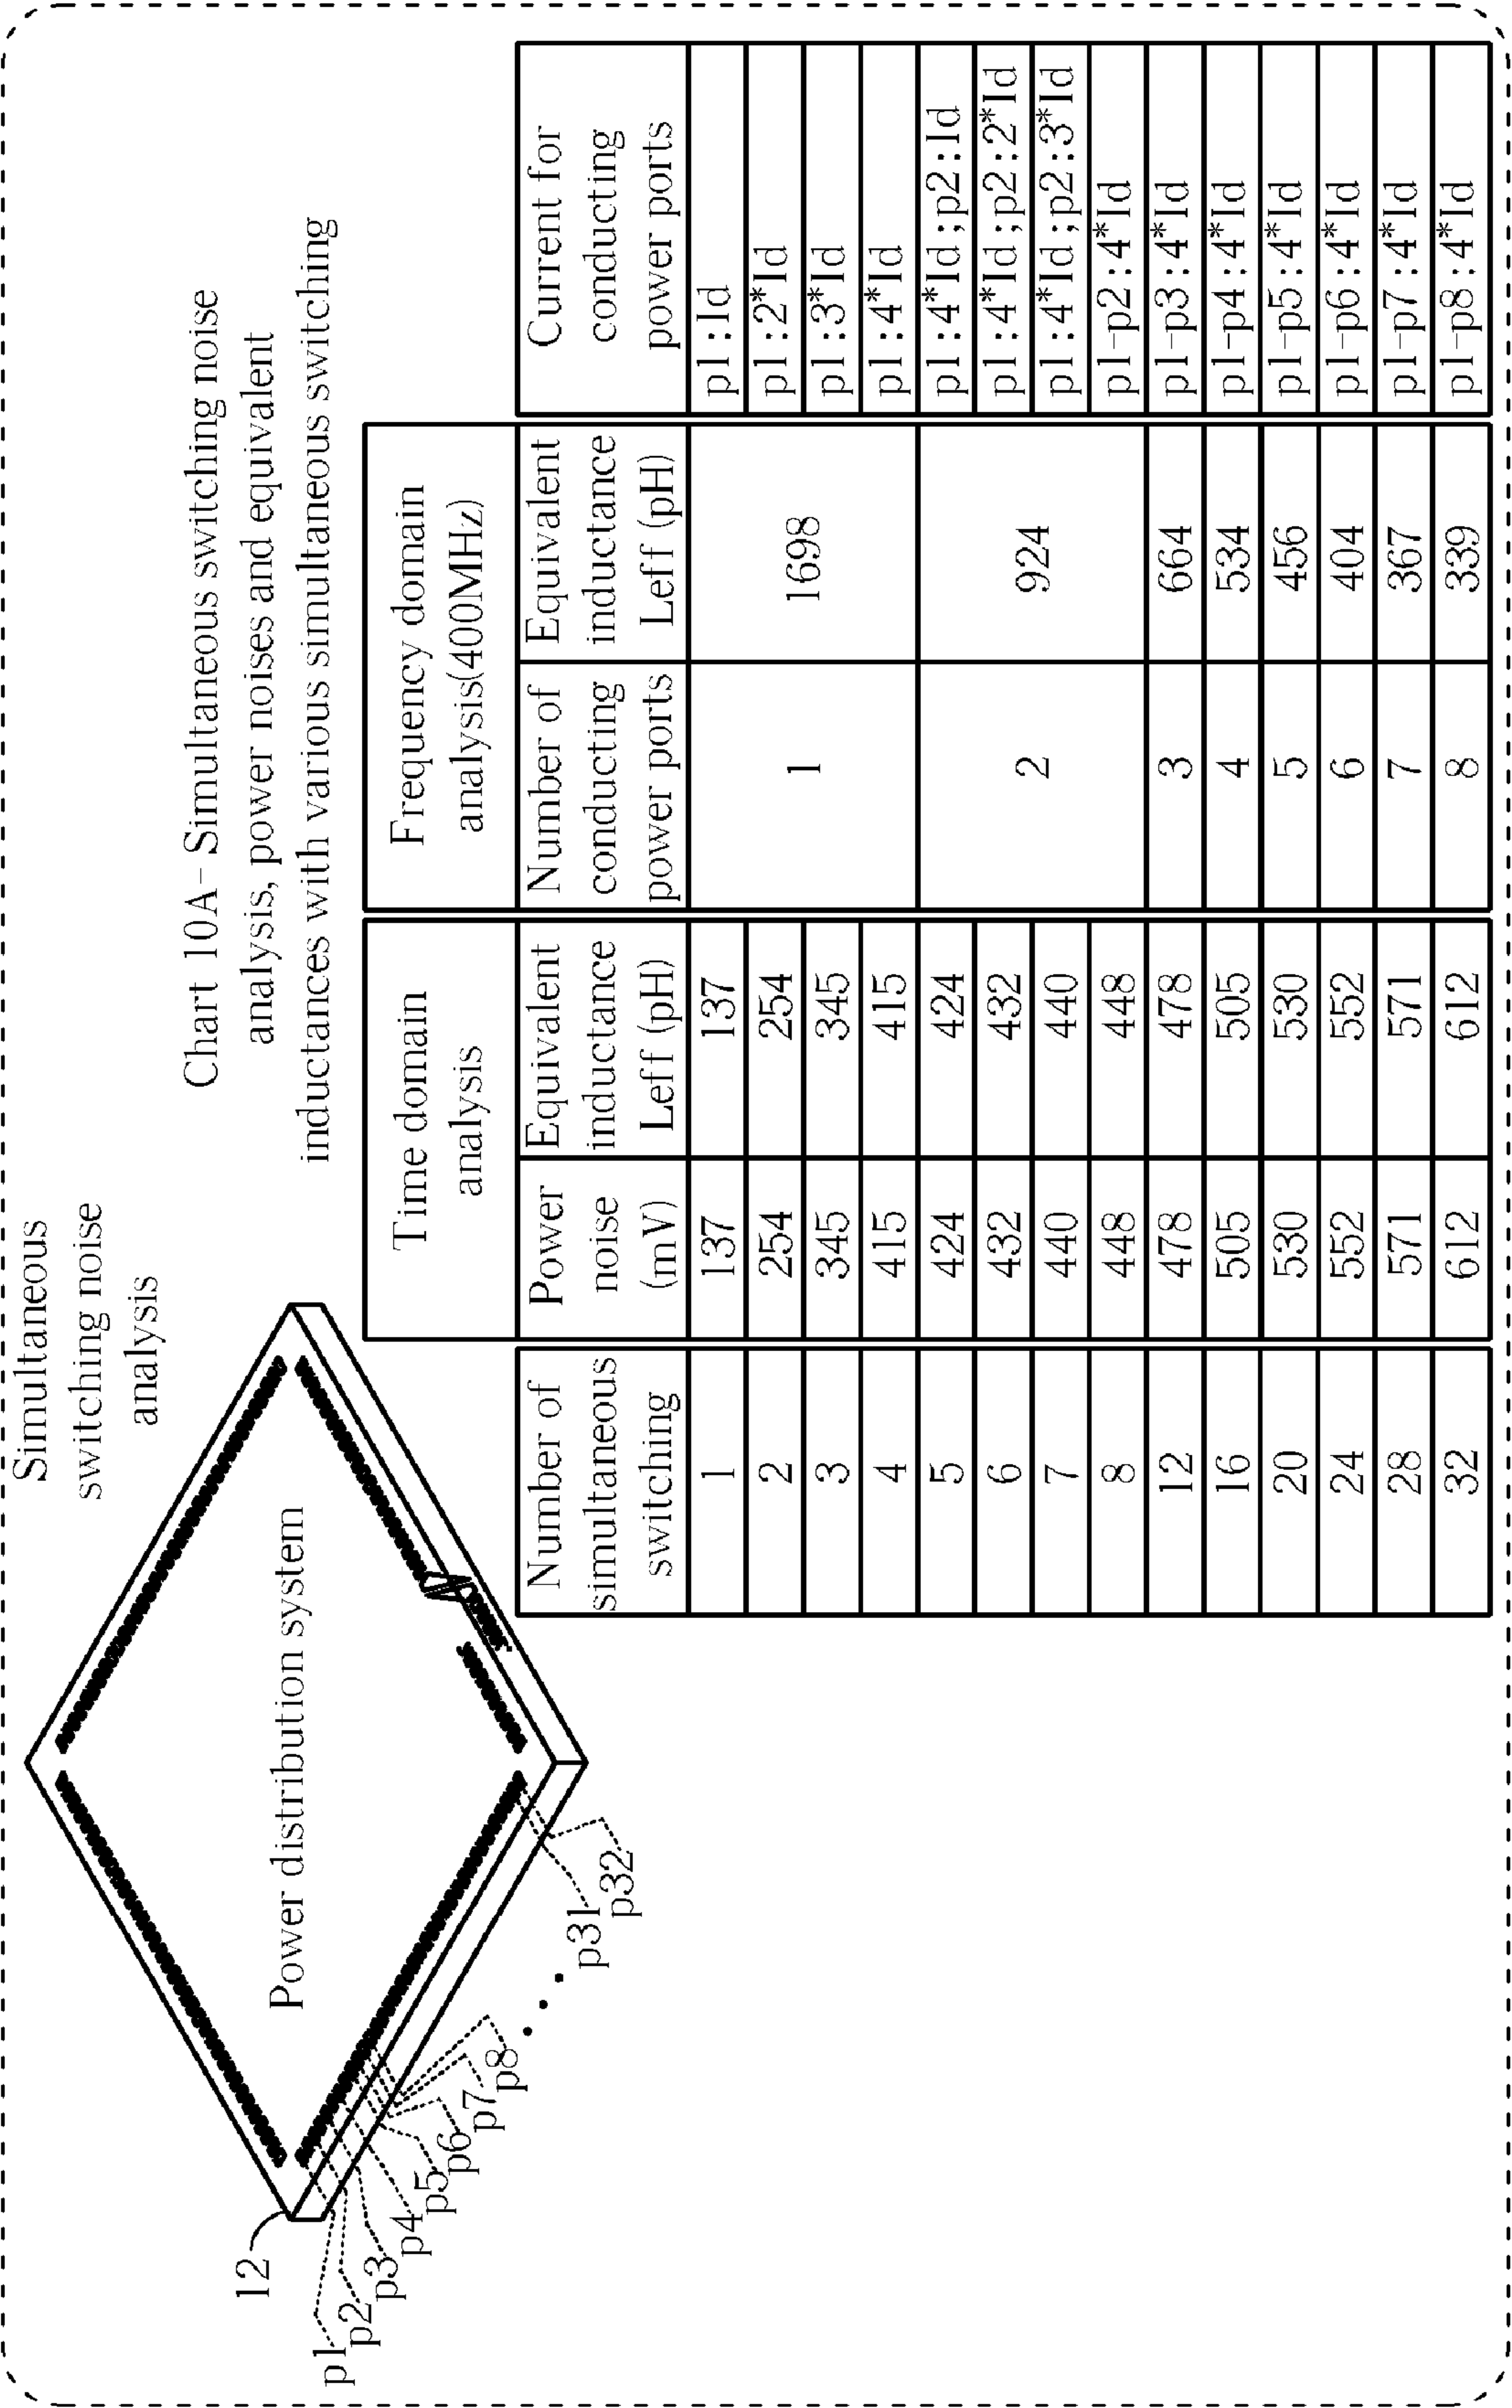 Simultaneous
switching noise
analysis
Power distribution system
12
p1
p2
p3
p4
p5
p6
p7
p8
p31
p32
Chart 10A- Simultaneous switching noise
analysis, power noises and equivalent
inductances with various simultaneous switching
Time domain
analysis
Frequency domain
analysis(400MHz)
Number of
simultaneous
switching
Power
noise
(mV)
Equivalent
inductance
Leff (pH)
Number of
conducting
power ports
Equivalent
inductance
Leff (pH)
Current for
conducting
power ports
1 137 137 1 1698 p1:Id
2 254 254 p1:2*Id
3 345 345 p1:3*Id
4 415 415 p1:4*Id
5 424 424 2 924 p1:4*Id;p2:Id
6 432 432 p1:4*Id;p2:2*Id
7 440 440 p1:4*Id;p2:3*Id
8 448 448 p1-p2:4*Id
12 478 478 3 664 p1-p3:4*Id
16 505 505 4 534 p1-p4:4*Id
20 530 530 5 456 p1-p5:4*Id
24 552 552 6 404 p1-p6:4*Id
28 571 571 7 367 p1-p7:4*Id
32 612 612 8 339 p1-p8:4*Id